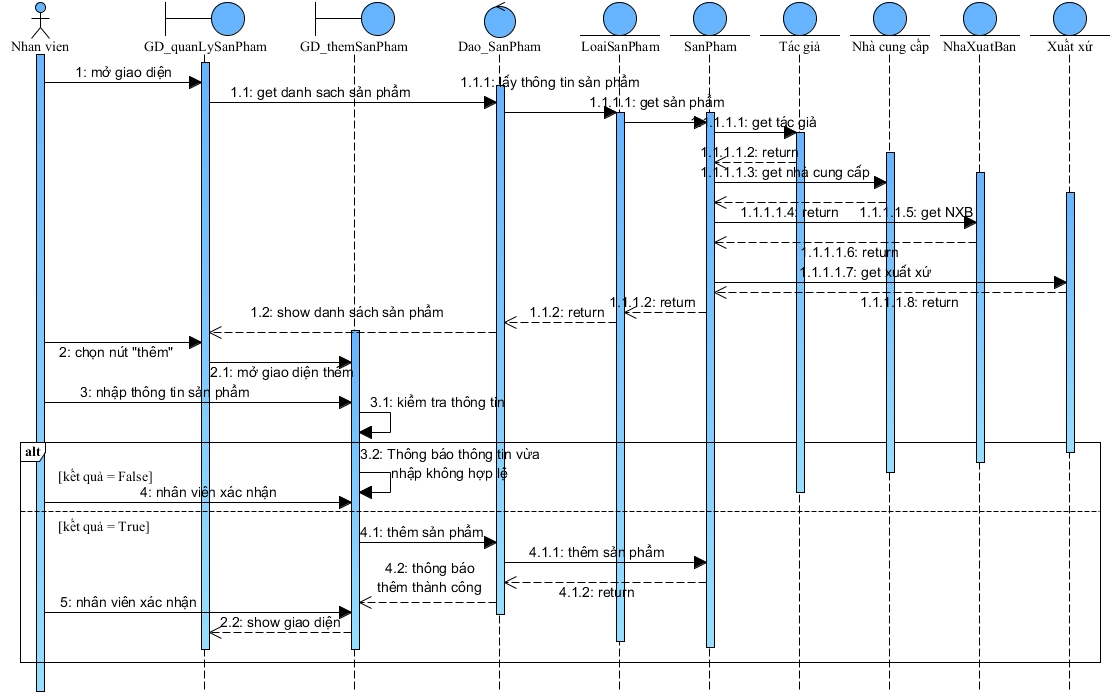 Nhan vien
GD_quanLySanPham
GD_themSanPham
Dao_SanPham
LoaiSanPham
SanPham
Tác giả
Nhà cung cấp
NhaXuatBan
Xuất xứ
1: mở giao diện
1.1: get danh sach sản phẩm
1.1.1: lấy thông tin sản phẩm
1.1.1.1: get sản phẩm
1.1.1: get tác giả
1.1.1.1.2: return
1.1.1.1.3: get nhà cung cấp
1.1.1.1.4: return
1.1.1.1.5: get NXB
1.1.1.1.6: return
1.1.1.1.7: get xuất xứ
1.1.1.1.8: return
1.1.1.2: return
1.1.2: return
1.2: show danh sách sản phẩm
2: chọn nút "thêm"
2.1: mở giao diện thêm
3: nhập thông tin sản phẩm
3.1: kiểm tra thông tin
alt
3.2: Thông báo thông tin vừa
nhập không hợp lệ
[kết quả = False]
4: nhân viên xác nhận
[kết quả = True]
4.1: thêm sản phẩm
4.1.1: thêm sản phẩm
4.2: thông báo
thêm thành công
4.1.2: return
5: nhân viên xác nhận
2.2: show giao diện